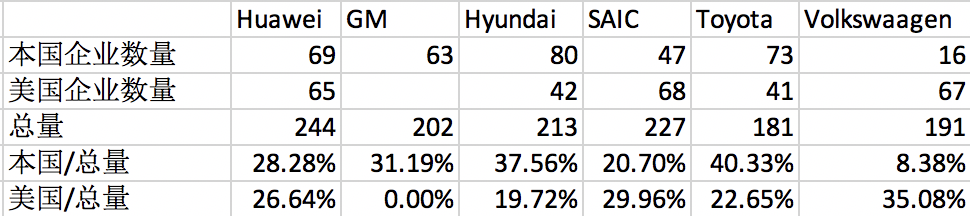 Huawei GM Hyundai SAIC Toyota Volkswaagen
本国企业数量 69 63 80 47 73 16
美国企业数量 65 42 68 41 67
总量 244 202 213 227 181 191
本国/总量 28.28% 31.19% 37.56% 20.70% 40.33% 8.38%
美国/总量 26.64% 0.00% 19.72% 29.96% 22.65% 35.08%